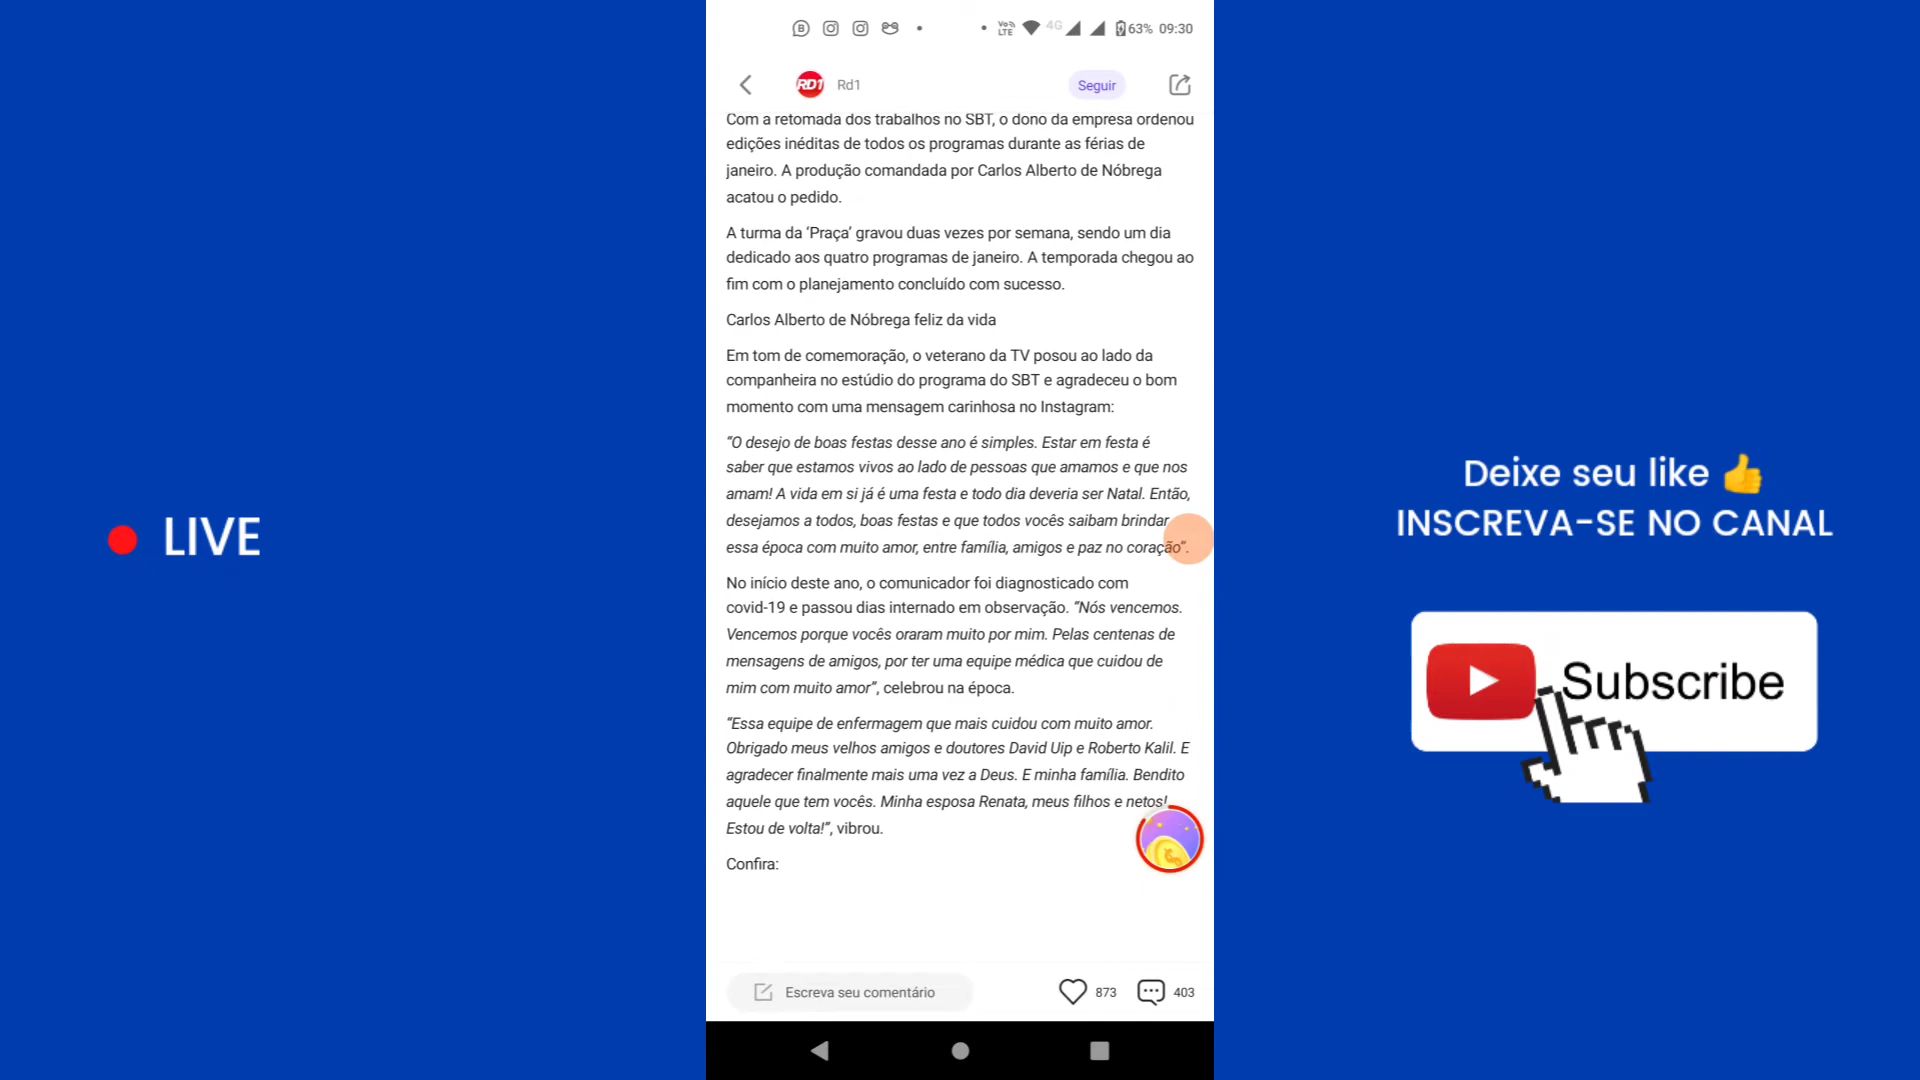 VoLTE 4G 63% 09:30
RD1 Rd1 Seguir
Com a retomada dos trabalhos no SBT, o dono da empresa ordenou
edições inéditas de todos os programas durante as férias de
janeiro. A produção comandada por Carlos Alberto de Nóbrega
acatou o pedido.
A turma da ‘Praça’ gravou duas vezes por semana, sendo um dia
dedicado aos quatro programas de janeiro. A temporada chegou ao
fim com o planejamento concluído com sucesso.
Carlos Alberto de Nóbrega feliz da vida
Em tom de comemoração, o veterano da TV posou ao lado da
companheira no estúdio do programa do SBT e agradeceu o bom
momento com uma mensagem carinhosa no Instagram:
“O desejo de boas festas desse ano é simples. Estar em festa é
saber que estamos vivos ao lado de pessoas que amamos e que nos
amam! A vida em si já é uma festa e todo dia deveria ser Natal. Então,
desejamos a todos, boas festas e que todos vocês saibam brindar
essa época com muito amor, entre família, amigos e paz no coração”.
No início deste ano, o comunicador foi diagnosticado com
covid-19 e passou dias internado em observação. “Nós vencemos.
Vencemos porque vocês oraram muito por mim. Pelas centenas de
mensagens de amigos, por ter uma equipe médica que cuidou de
mim com muito amor”, celebrou na época.
“Essa equipe de enfermagem que mais cuidou com muito amor.
Obrigado meus velhos amigos e doutores David Uip e Roberto Kalil. E
agradecer finalmente mais uma vez a Deus. E minha família. Bendito
aquele que tem vocês. Minha esposa Renata, meus filhos e netos!
Estou de volta!”, vibrou.
Confira:
Escreva seu comentário 873 403
LIVE
Deixe seu like 👍
INSCREVA-SE NO CANAL
Subscribe